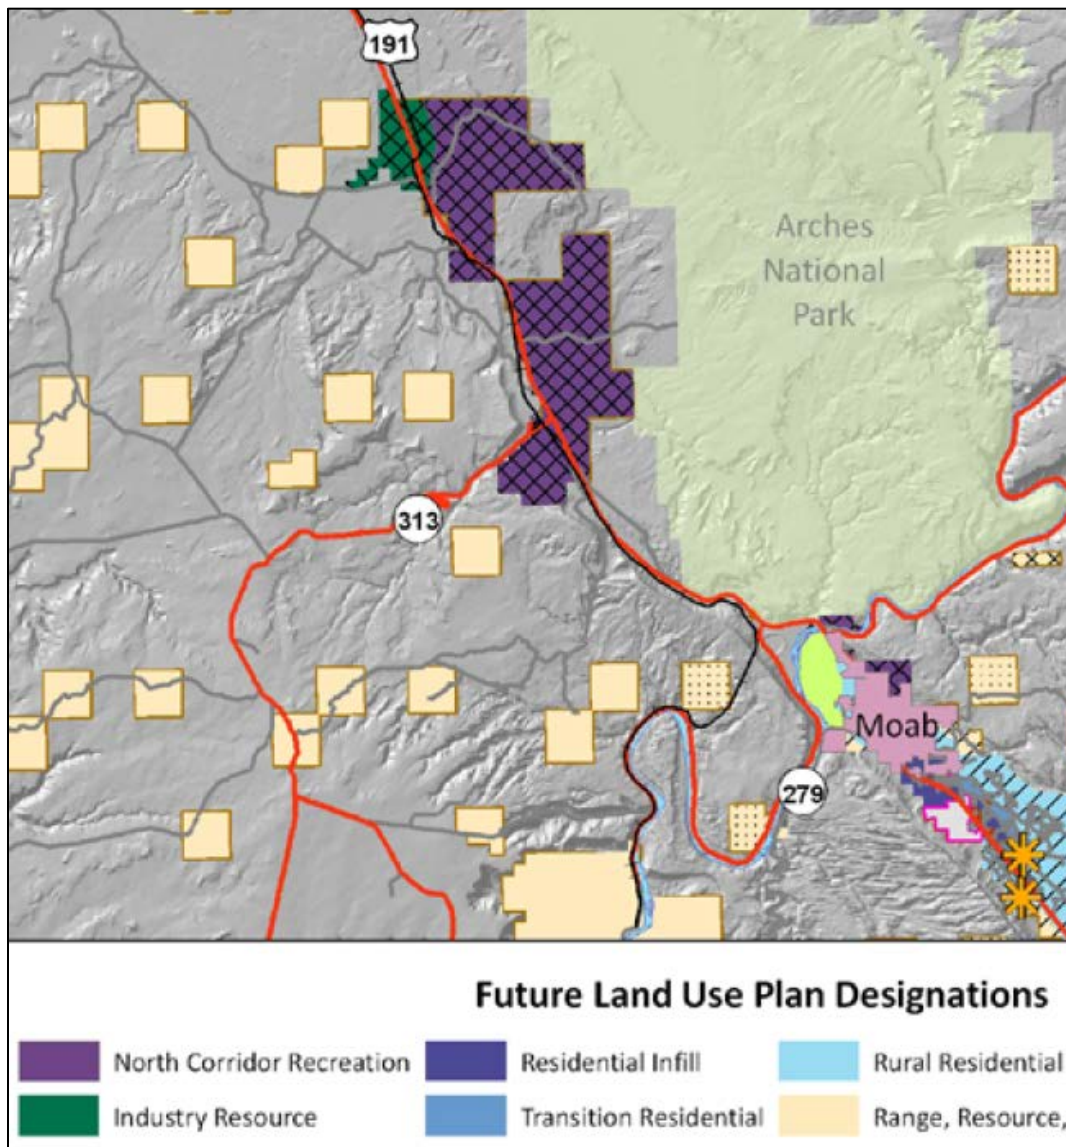 191
Arches
National
Park
313
Moab
279
Future Land Use Plan Designations
North Corridor Recreation
Residential Infill
Rural Residential
Industry Resource
Transition Residential
Range, Resource,